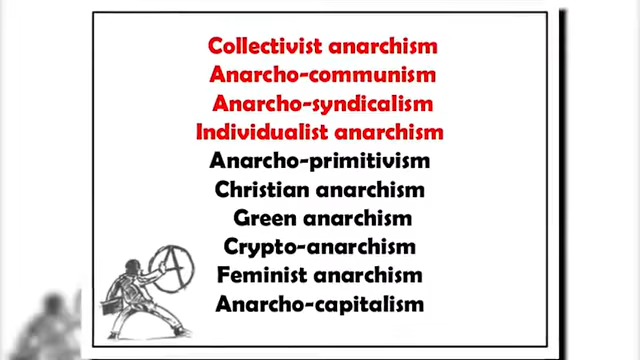 Collectivist anarchism
Anarcho-communism
Anarcho-syndicalism
Individualist anarchism
Anarcho-primitivism
Christian anarchism
Green anarchism
Crypto-anarchism
Feminist anarchism
Anarcho-capitalism